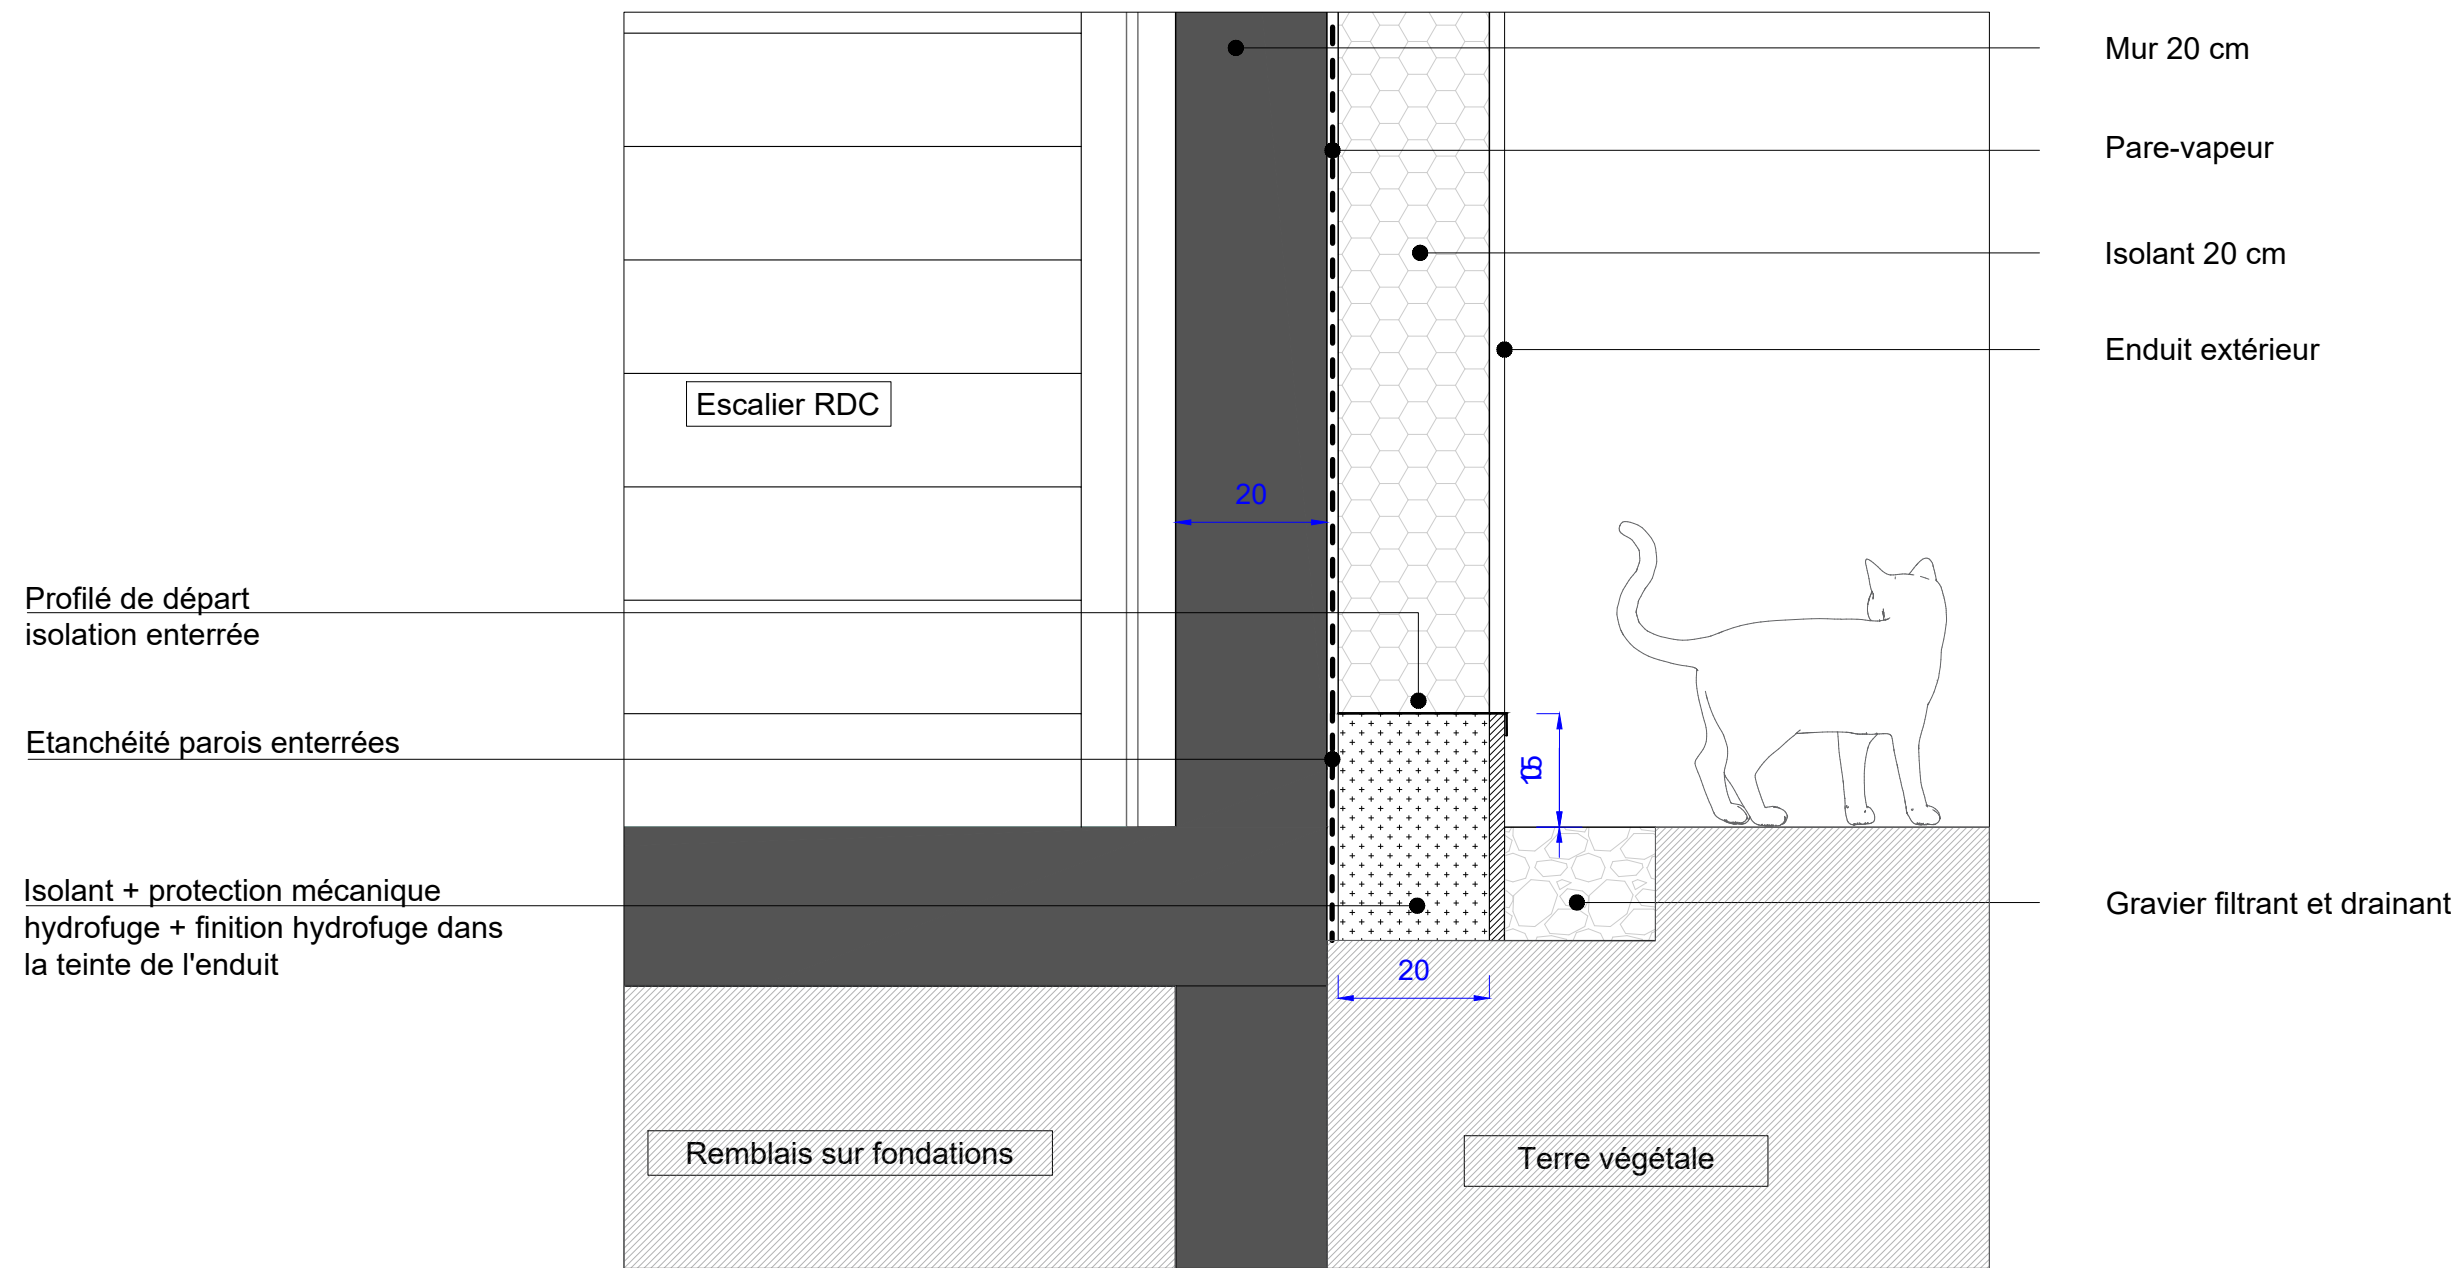 Mur 20 cm
Pare-vapeur
Isolant 20 cm
Enduit extérieur
Escalier RDC
20
Profilé de départ
isolation enterrée
Etanchéité parois enterrées
Isolant + protection mécanique
hydrofuge + finition hydrofuge dans
la teinte de l'enduit
Gravier filtrant et drainant
20
Remblais sur fondations
Terre végétale